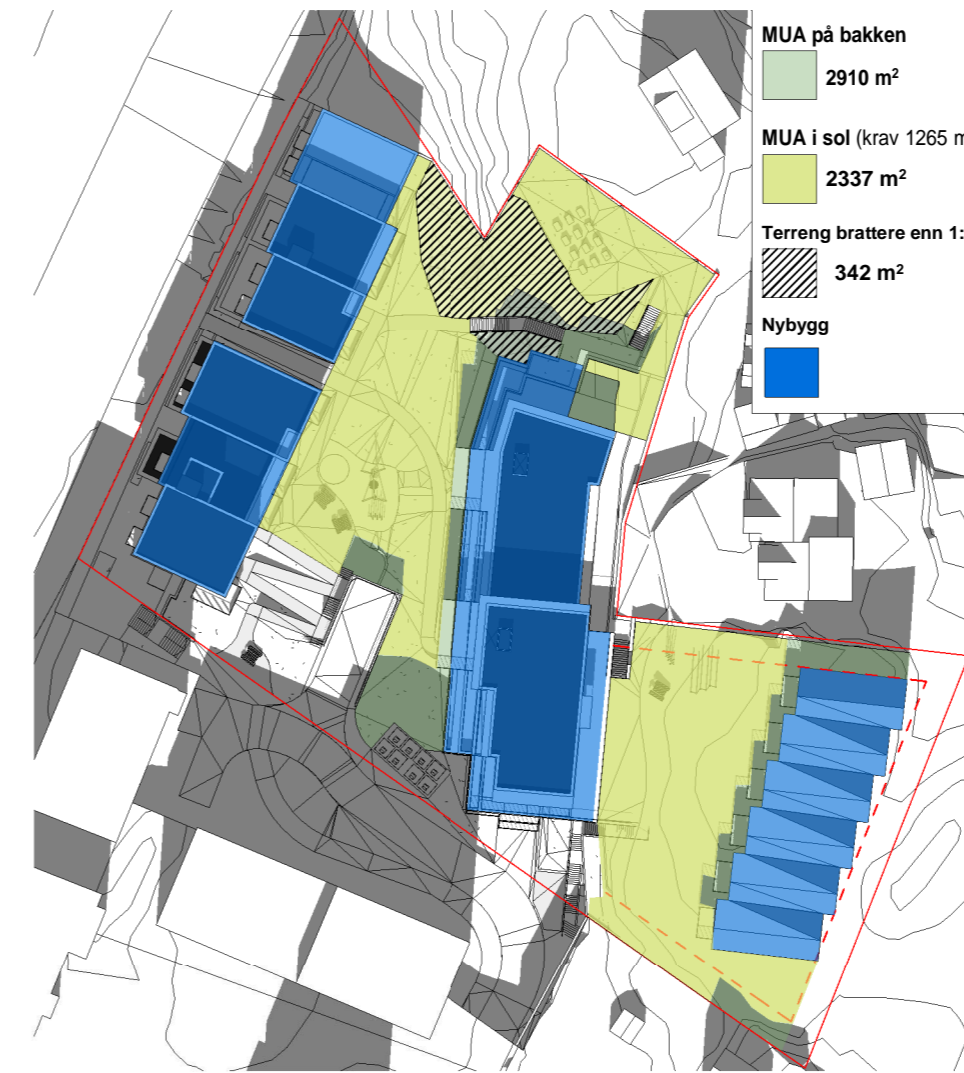 MUA på bakken
2910 m²
MUA i sol (krav 1265 m
2337 m²
Terreng brattere enn 1:
342 m²
Nybygg